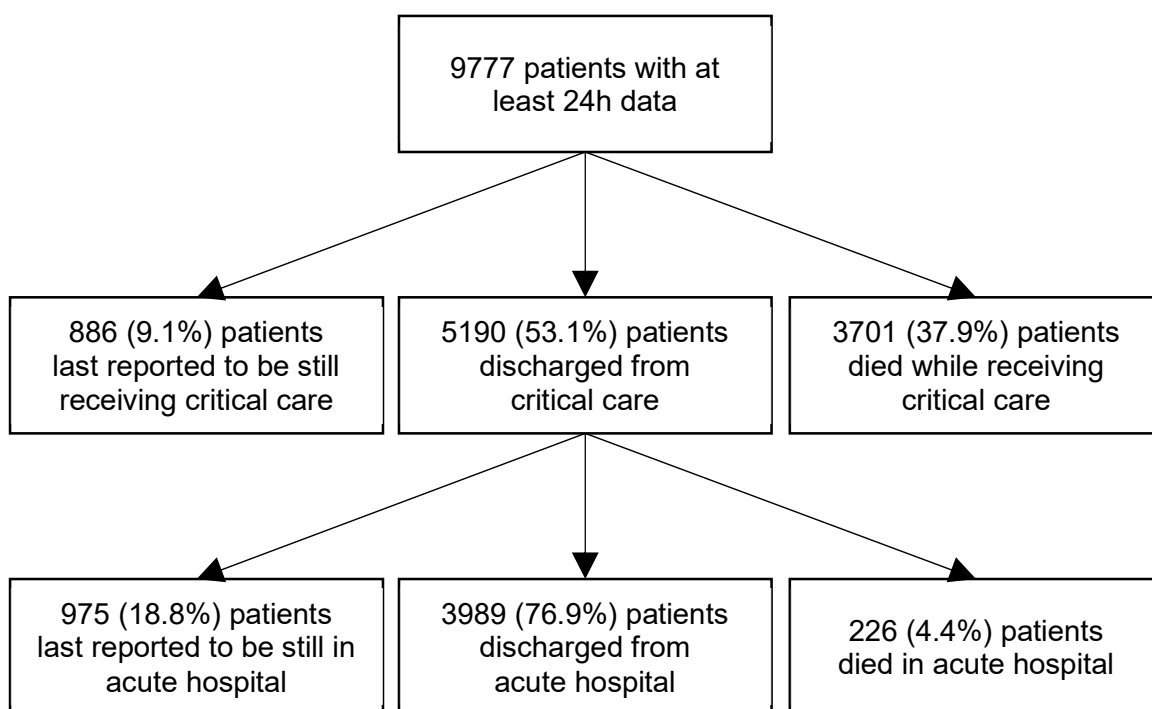 9777 patients with at
least 24h data
886 (9.1%) patients
last reported to be still
receiving critical care
5190 (53.1%) patients
discharged from
critical care
3701 (37.9%) patients
died while receiving
critical care
975 (18.8%) patients
last reported to be still in
acute hospital
3989 (76.9%) patients
discharged from
acute hospital
226 (4.4%) patients
died in acute hospital